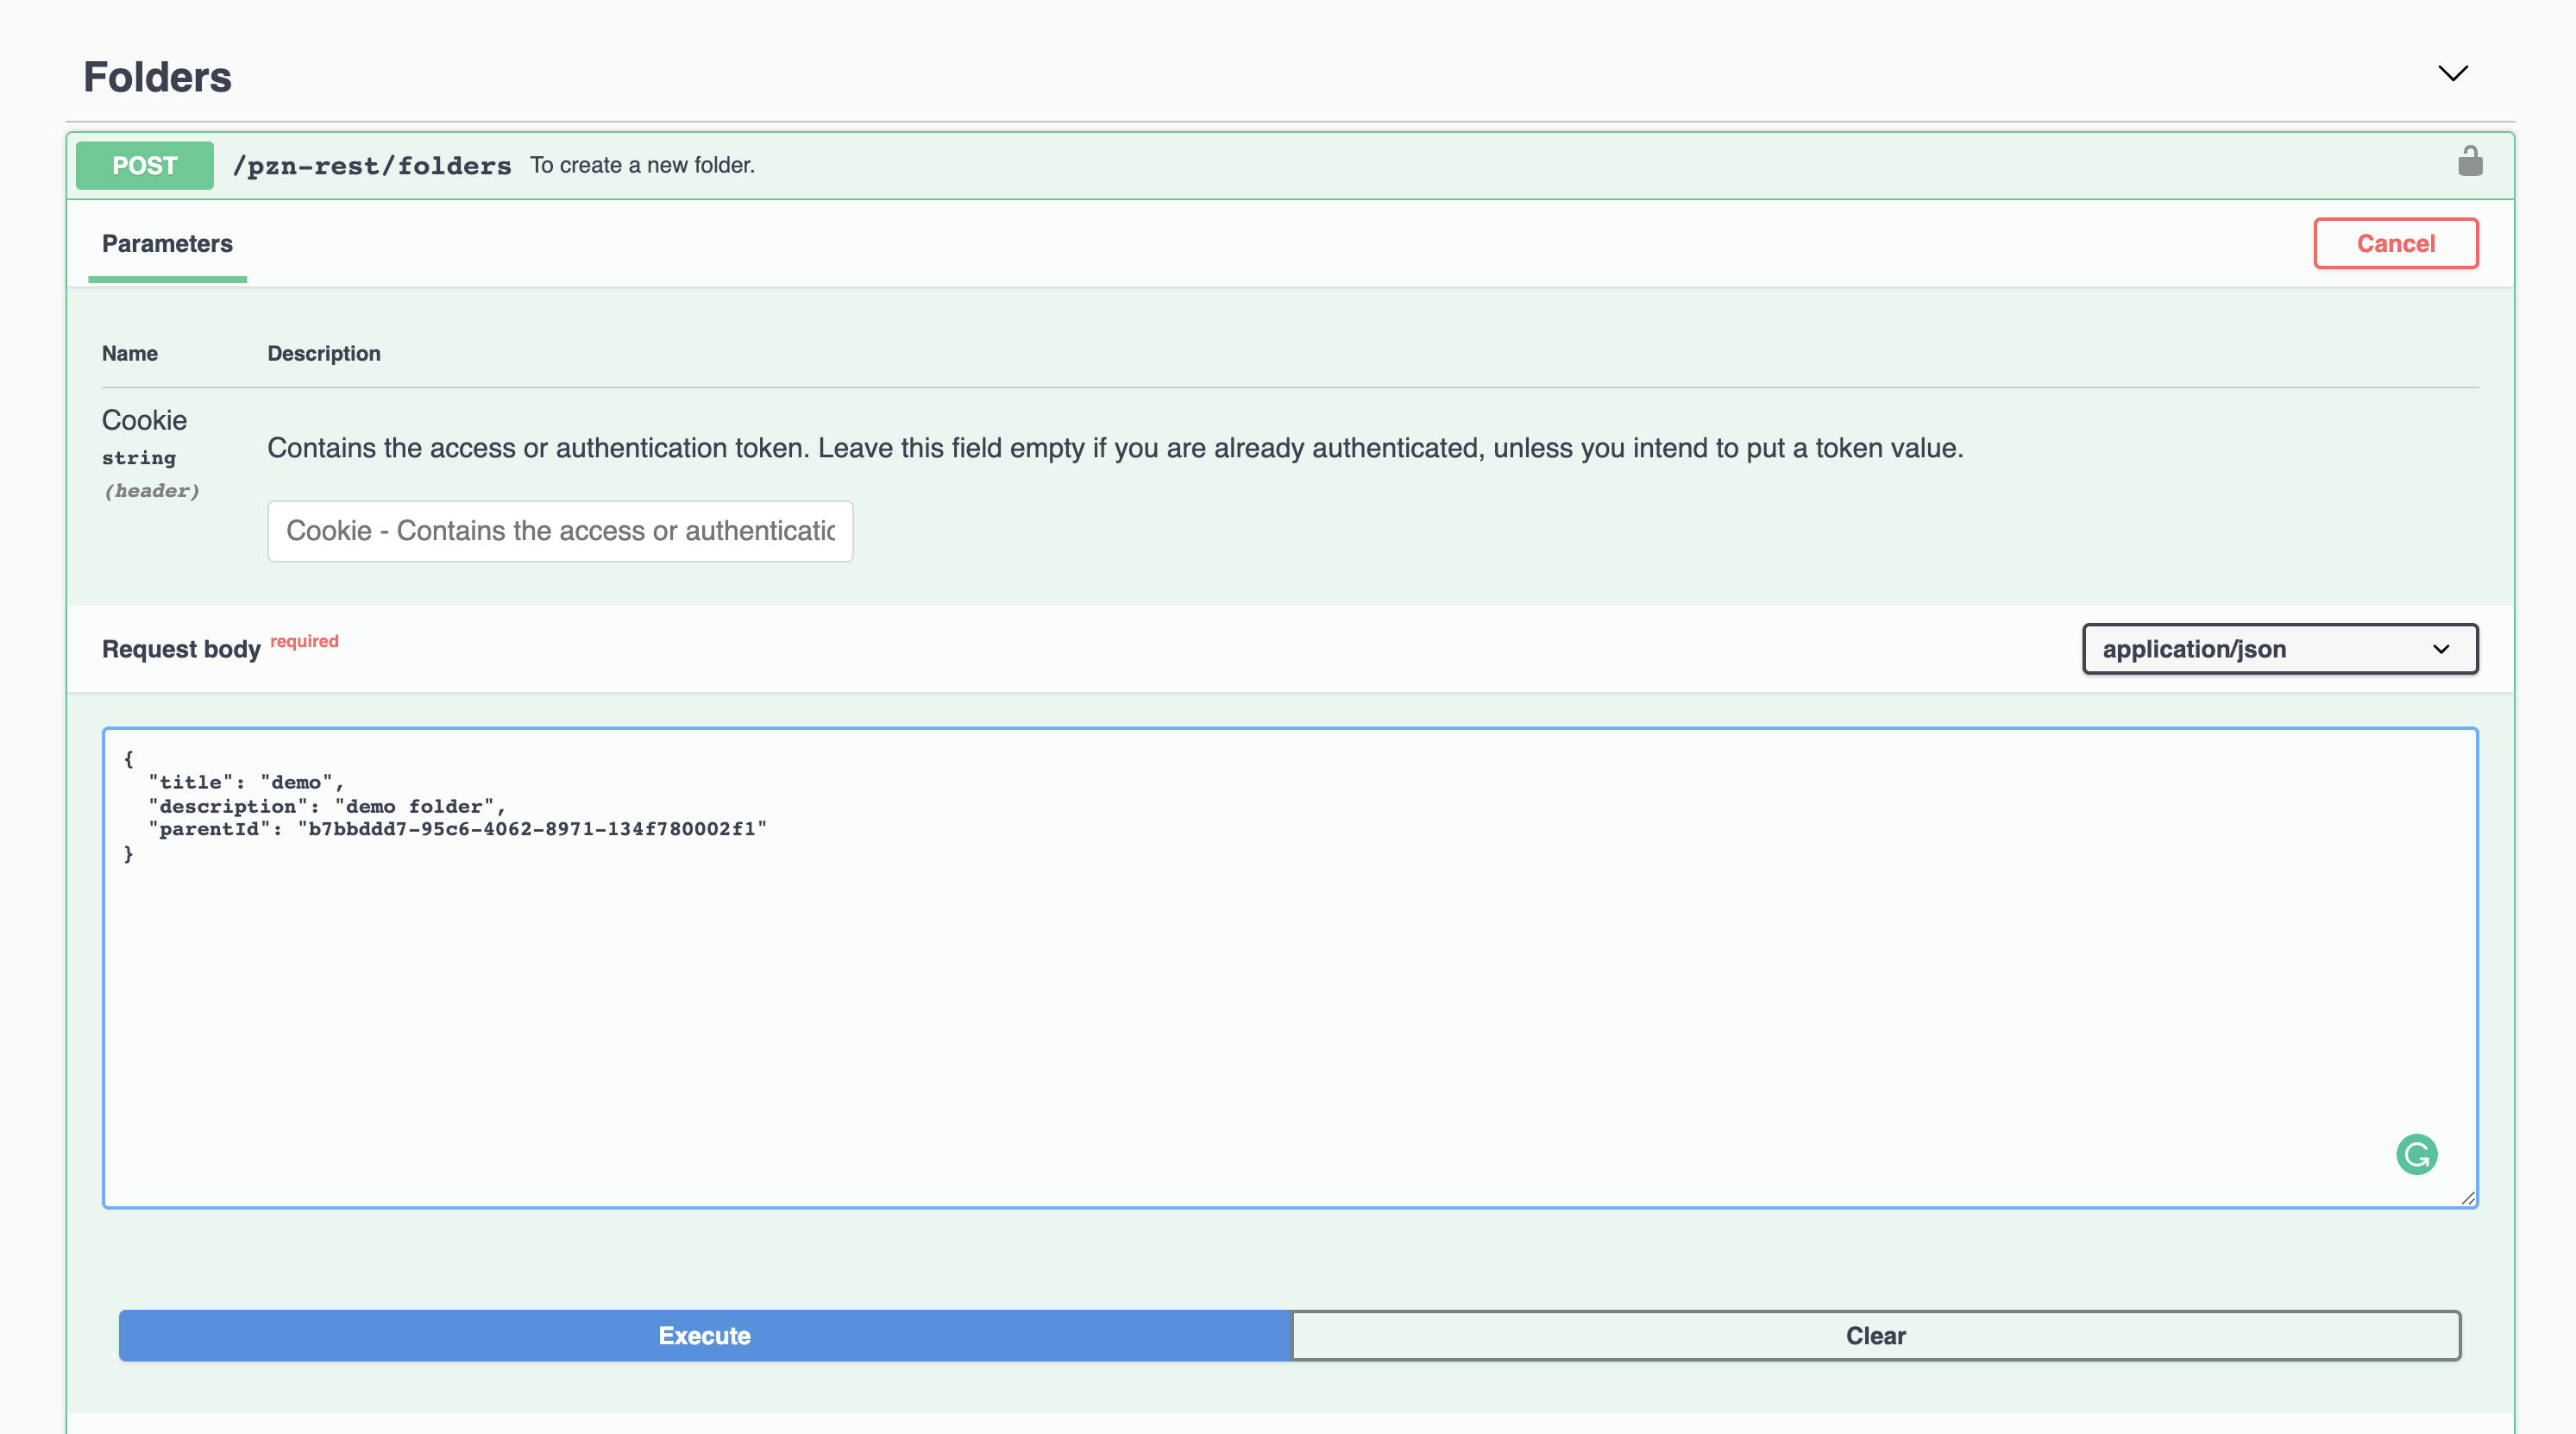 Folders
POST /pzn-rest/folders To create a new folder.
Parameters
Cancel
Name Description
Cookie
string
(header)
Contains the access or authentication token. Leave this field empty if you are already authenticated, unless you intend to put a token value.
Cookie - Contains the access or authenticatic
Request body required
application/json
{
"title": "demo",
"description": "demo folder",
"parentId": "b7bbddd7-95c6-4062-8971-134f780002f1"
}
Execute
Clear